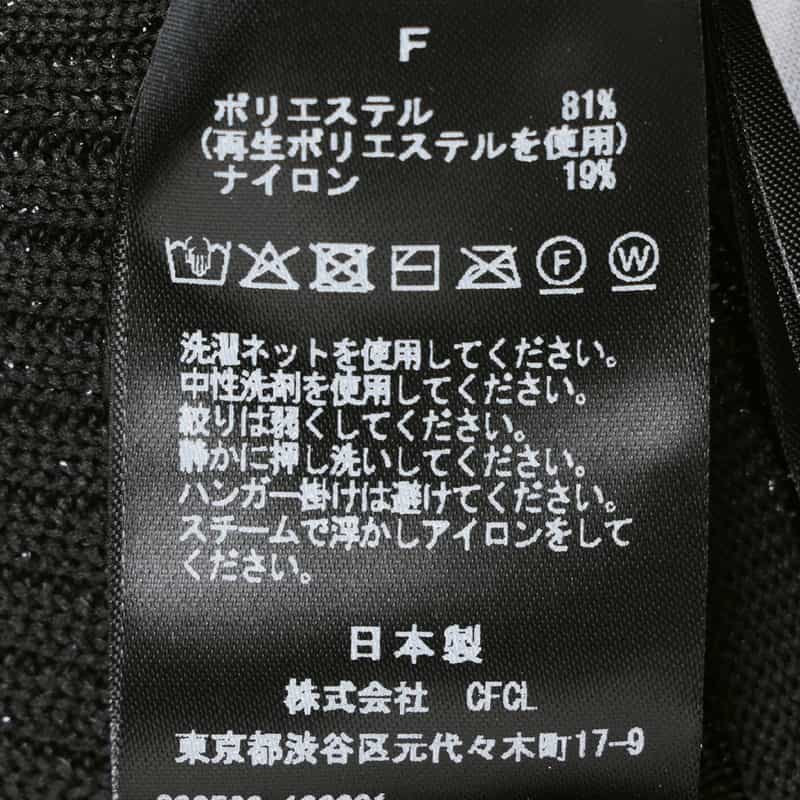 F
ポリエステル 81%
(再生ポリエステルを使用)
ナイロン 19%
F W
洗濯ネットを使用してください。
中性洗剤を使用してください。
絞りは弱くしてください。
静かに押し洗いしてください。
ハンガー掛けは避けてください。
スチームで浮かしアイロンをして
ください。
日本製
株式会社 CFCL
東京都渋谷区元代々木町17-9